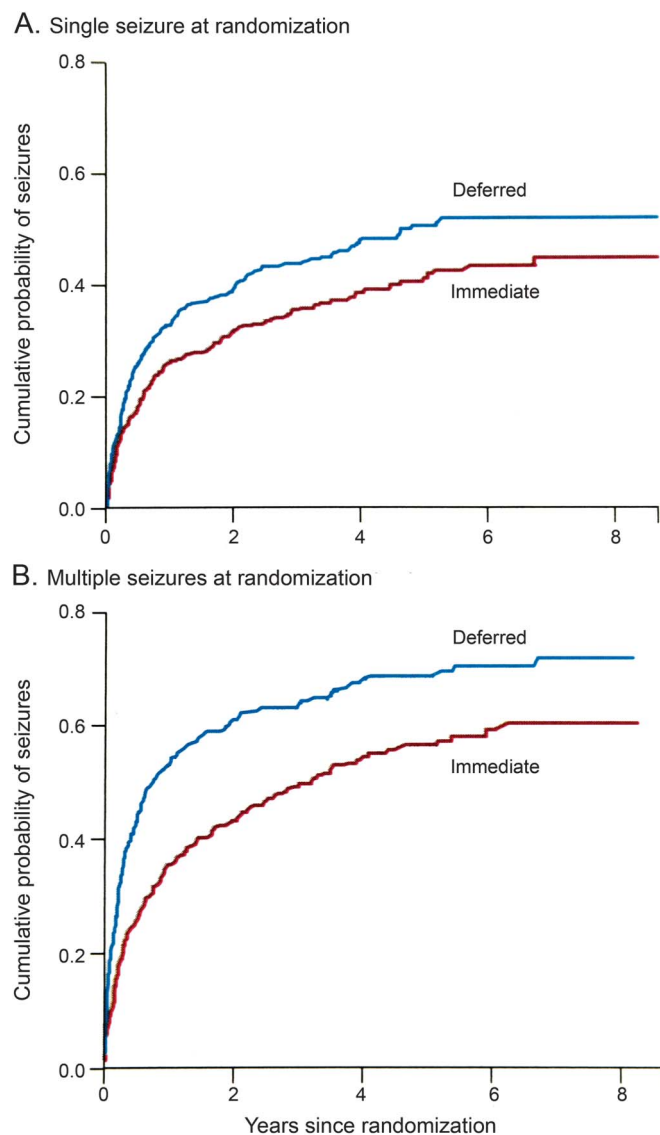 A. Single seizure at randomization
0.8
0.6
0.4
0.2
0.0
Cumulative probability of seizures
Deferred
Immediate
0 2 4 6 8
B. Multiple seizures at randomization
0.8
0.6
0.4
0.2
0.0
Cumulative probability of seizures
Deferred
Immediate
0 2 4 6 8
Years since randomization